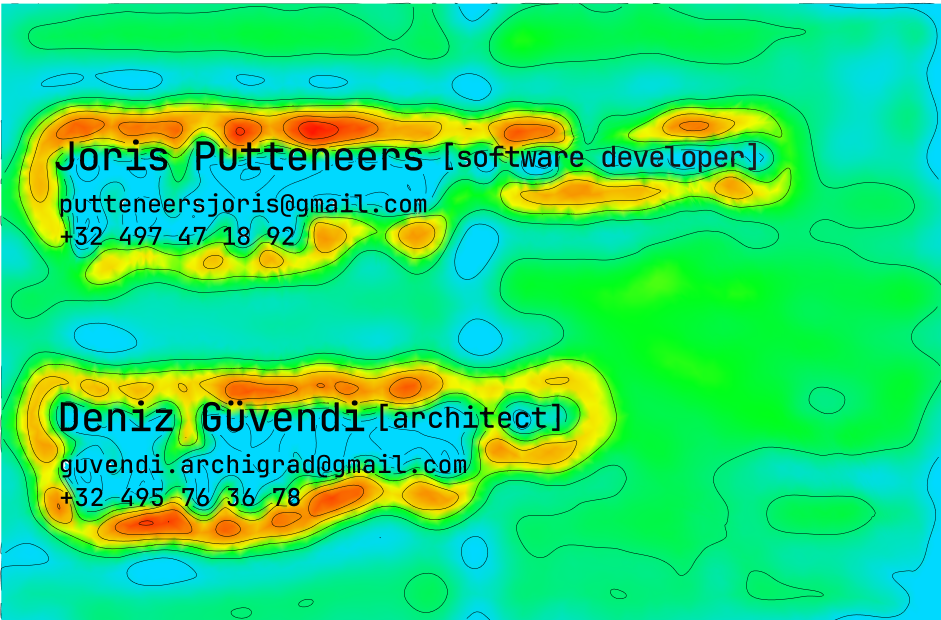 Joris Putteneers [software developer]
putteneersjoris@gmail.com
+32 497 47 18 92
Deniz Güvendi [architect]
guvendi.archigrad@gmail.com
+32 495 76 36 78